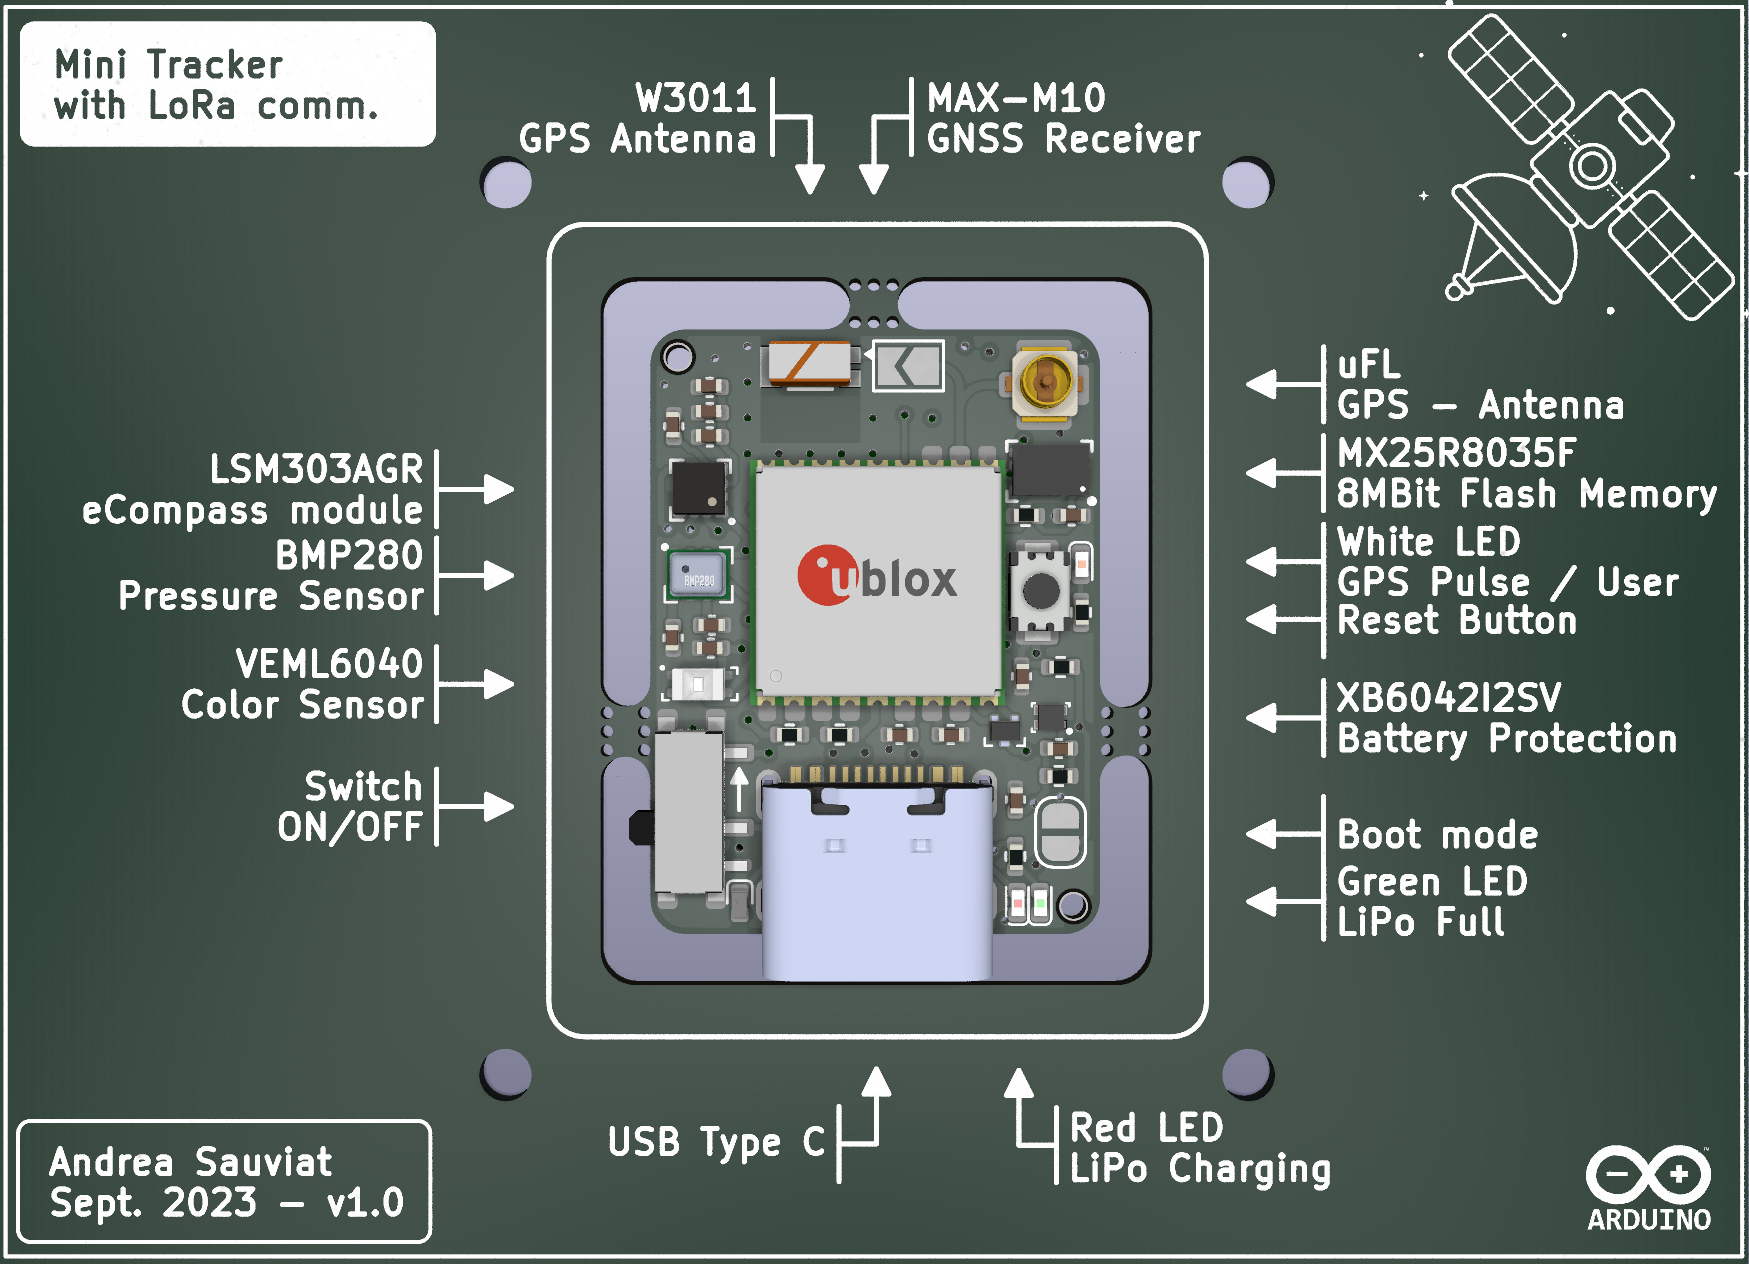 Mini Tracker
with LoRa comm.
W3011
GPS Antenna
MAX-M10
GNSS Receiver
uFL
GPS - Antenna
MX25R8035F
8MBit Flash Memory
White LED
GPS Pulse / User
Reset Button
XB6042I2SV
Battery Protection
Boot mode
Green LED
LiPo Full
LSM303AGR
eCompass module
BMP280
Pressure Sensor
VEML6040
Color Sensor
Switch
ON/OFF
BMP280
ublox
USB Type C
Red LED
LiPo Charging
Andrea Sauviat
Sept. 2023 - v1.0
ARDUINO